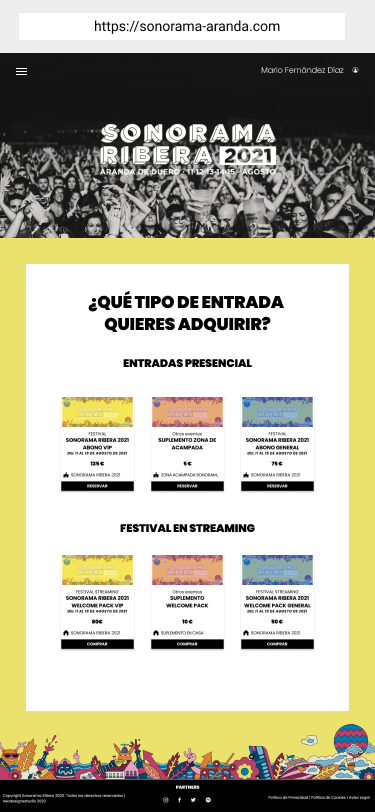 https://sonorama-aranda.com
Mario Fernández Díaz
SONORAMA
RIBERA 2021
ARANDA DE DUERO · 11·12·13·14·15 · AGOSTO
¿QUÉ TIPO DE ENTRADA
QUIERES ADQUIRIR?
ENTRADAS PRESENCIAL
FESTIVAL
SONORAMA RIBERA 2021
ABONO VIP
DEL 11 AL 15 DE AGOSTO DE 2021
135 €
SONORAMA RIBERA 2021
RESERVAR
Otros eventos
SUPLEMENTO ZONA DE
ACAMPADA
5 €
ZONA ACAMPADA SONORAM...
RESERVAR
FESTIVAL
SONORAMA RIBERA 2021
ABONO GENERAL
DEL 11 AL 15 DE AGOSTO DE 2021
75 €
SONORAMA RIBERA 2021
RESERVAR
FESTIVAL EN STREAMING
FESTIVAL STREAMING
SONORAMA RIBERA 2021
WELCOME PACK VIP
DEL 11 AL 15 DE AGOSTO DE 2021
80€
SONORAMA RIBERA 2021
COMPRAR
Otros eventos
SUPLEMENTO
WELCOME PACK
10 €
SUPLEMENTO EN CASA
COMPRAR
FESTIVAL STREAMING
SONORAMA RIBERA 2021
WELCOME PACK GENERAL
DEL 11 AL 15 DE AGOSTO DE 2021
50 €
SONORAMA RIBERA 2021
COMPRAR
PARTNERS
Copyright Sonorama Ribera 2020. Todos los derechos reservados |
neodesignestudio 2020
Política de Privacidad | Política de Cookies | Aviso Legal